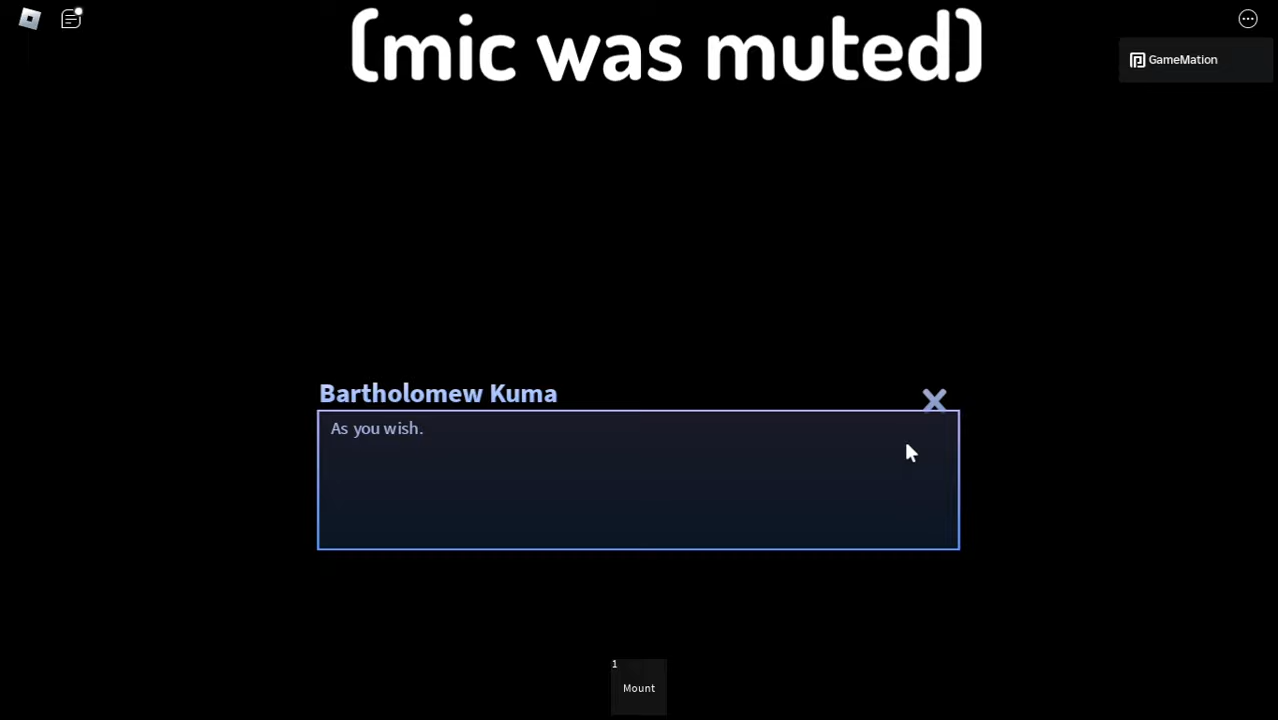 (mic was muted)
GameMation
Bartholomew Kuma
As you wish.
1
Mount